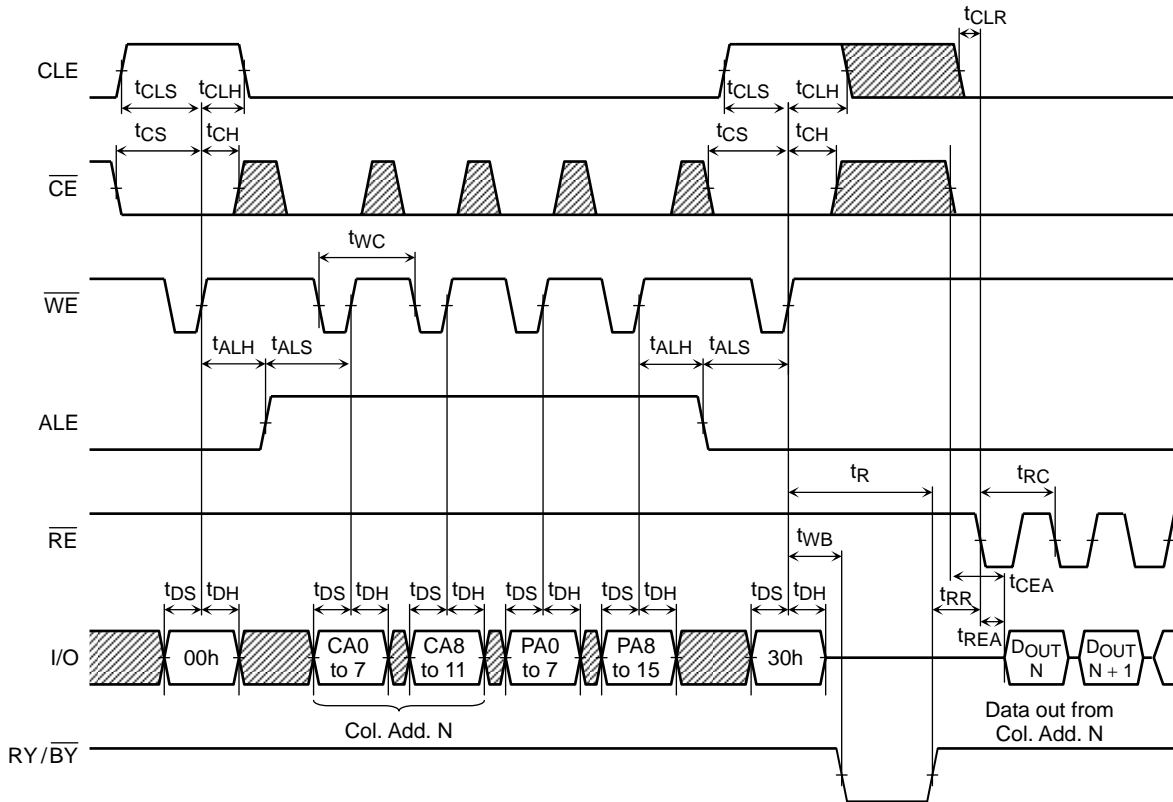 tCLR
CLE
tCLS tCLH tCLS tCLH
tCS tCH tCS tCH
CE
tWC
WE
tALH tALS tALH tALS
ALE
tR tRC
RE
tWB
tDS tDH tDS tDH tDS tDH tDS tDH tDS tDH tDS tDH tRR tCEA
tREA
I/O 00h CA0 to 7 CA8 to 11 PA0 to 7 PA8 to 15 30h DOUT N DOUT N + 1
Col. Add. N
Data out from
Col. Add. N
RY/BY